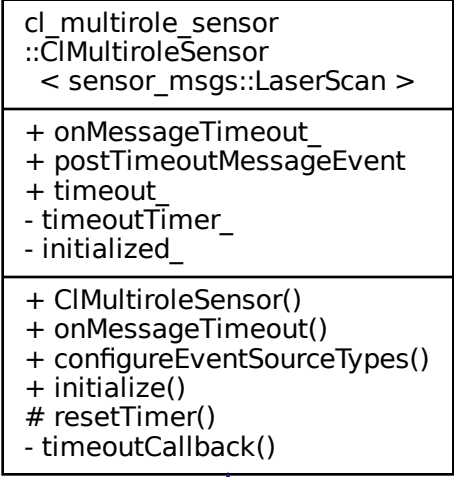 cl_multirole_sensor
::ClMultiroleSensor
< sensor_msgs::LaserScan >
+ onMessageTimeout_
+ postTimeoutMessageEvent
+ timeout_
- timeoutTimer_
- initialized_
+ ClMultiroleSensor()
+ onMessageTimeout()
+ configureEventSourceTypes()
+ initialize()
# resetTimer()
- timeoutCallback()